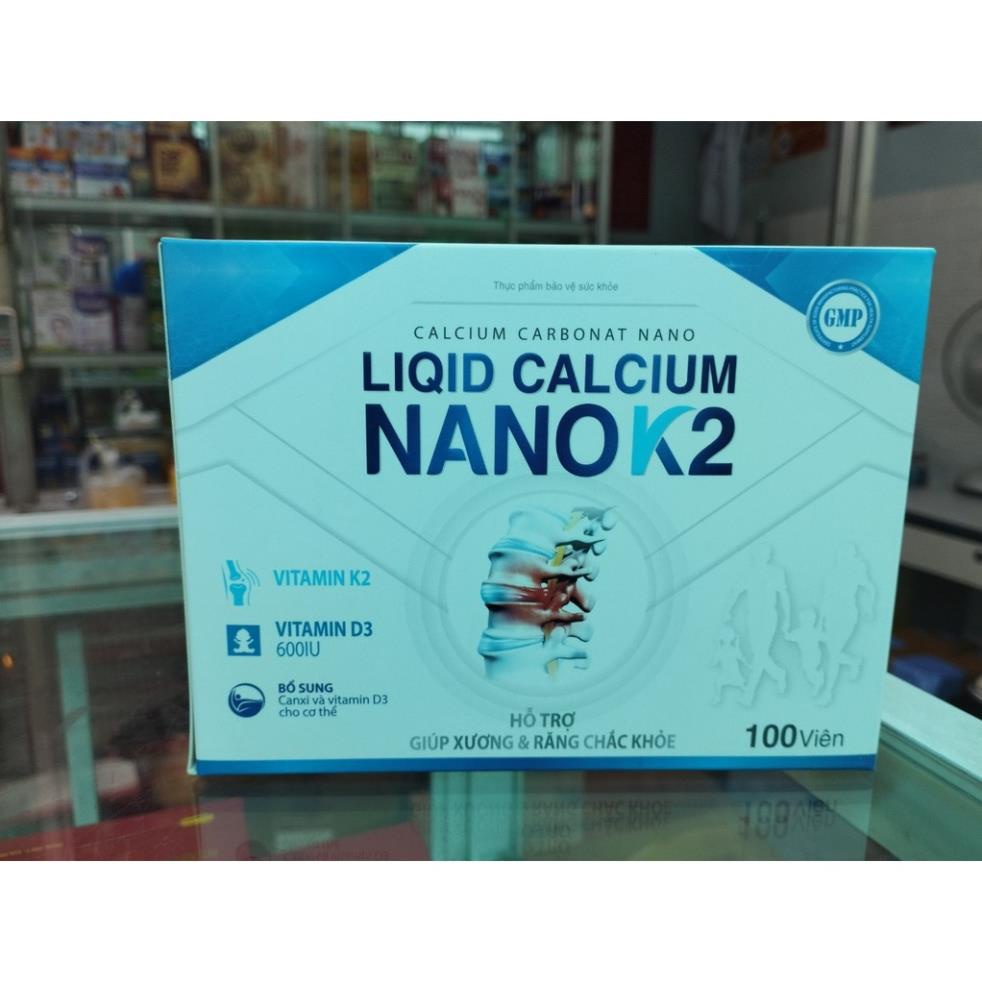 Thực phẩm bảo vệ sức khỏe
GMP
CALCIUM CARBONAT NANO
LIQID CALCIUM
NANO K2
VITAMIN K2
VITAMIN D3
600IU
BỔ SUNG
Canxi và vitamin D3
cho cơ thể
HỖ TRỢ
GIÚP XƯƠNG & RĂNG CHẮC KHỎE
100 Viên